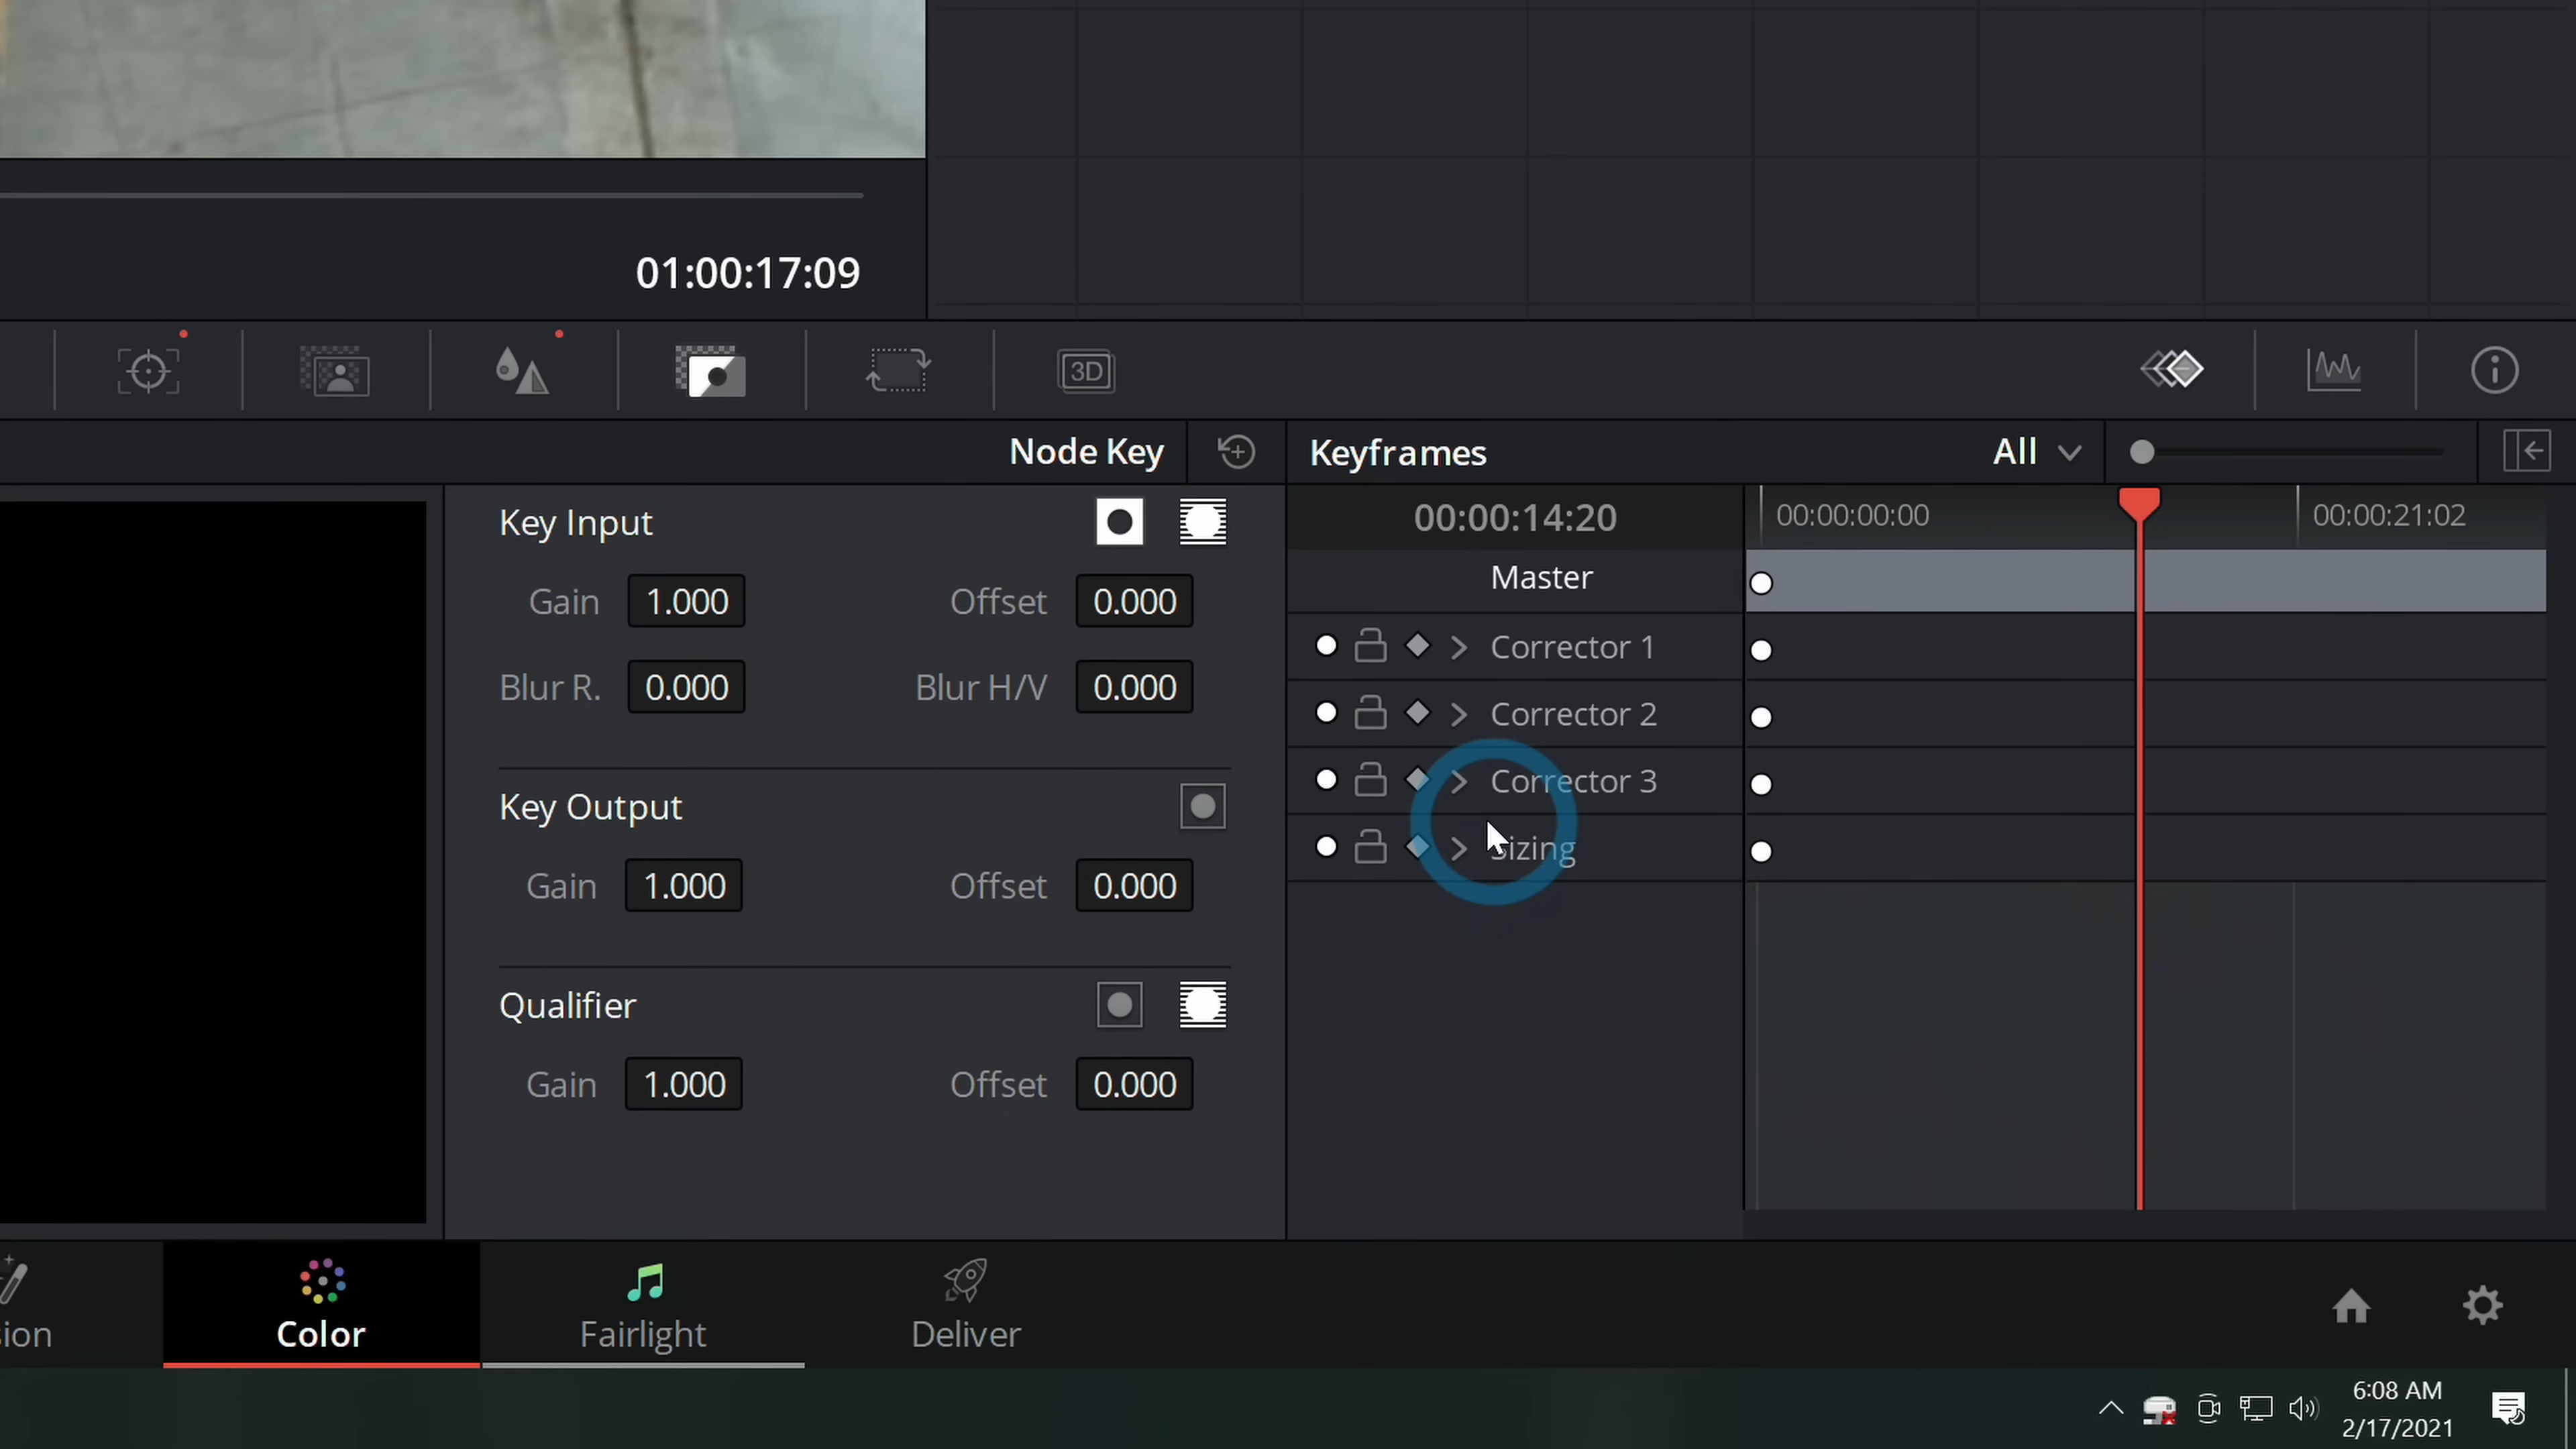 01:00:17:09
3D
Node Key
Keyframes
All
Key Input
Gain 1.000 Offset 0.000
Blur R. 0.000 Blur H/V 0.000
Key Output
Gain 1.000 Offset 0.000
Qualifier
Gain 1.000 Offset 0.000
00:00:14:20
00:00:00:00
00:00:21:02
Master
Corrector 1
Corrector 2
Corrector 3
Sizing
sion
Color
Fairlight
Deliver
6:08 AM
2/17/2021